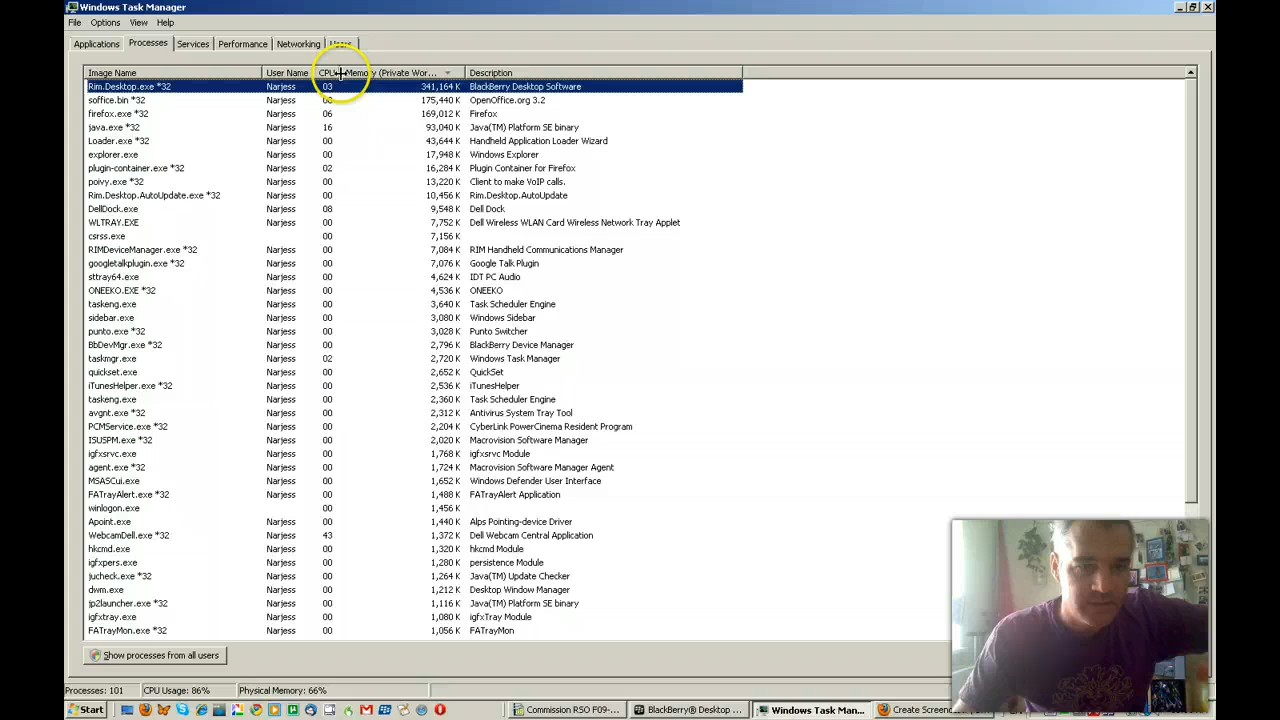 Windows Task Manager
File Options View Help
Applications Processes Services Performance Networking Users
Image Name User Name CPU Memory (Private Wor... Description
Rim.Desktop.exe *32 Narjess 03 341,164 K BlackBerry Desktop Software
soffice.bin *32 Narjess 00 175,440 K OpenOffice.org 3.2
firefox.exe *32 Narjess 06 169,012 K Firefox
java.exe *32 Narjess 16 93,040 K Java(TM) Platform SE binary
Loader.exe *32 Narjess 00 43,644 K Handheld Application Loader Wizard
explorer.exe Narjess 00 17,948 K Windows Explorer
plugin-container.exe *32 Narjess 02 16,284 K Plugin Container for Firefox
poivy.exe *32 Narjess 00 13,220 K Client to make VoIP calls.
Rim.Desktop.AutoUpdate.exe *32 Narjess 00 10,456 K Rim.Desktop.AutoUpdate
DellDock.exe Narjess 08 9,548 K Dell Dock
WLTRAY.EXE Narjess 00 7,752 K Dell Wireless WLAN Card Wireless Network Tray Applet
csrss.exe 00 7,156 K
RIMDeviceManager.exe *32 Narjess 00 7,084 K RIM Handheld Communications Manager
googletalkplugin.exe *32 Narjess 00 7,076 K Google Talk Plugin
sttray64.exe Narjess 00 4,624 K IDT PC Audio
ONEEKO.EXE *32 Narjess 00 4,536 K ONEEKO
taskeng.exe Narjess 00 3,640 K Task Scheduler Engine
sidebar.exe Narjess 00 3,080 K Windows Sidebar
punto.exe *32 Narjess 00 3,028 K Punto Switcher
BbDevMgr.exe *32 Narjess 00 2,796 K BlackBerry Device Manager
taskmgr.exe Narjess 02 2,720 K Windows Task Manager
quickset.exe Narjess 00 2,652 K QuickSet
iTunesHelper.exe *32 Narjess 00 2,536 K iTunesHelper
taskeng.exe Narjess 00 2,360 K Task Scheduler Engine
avgnt.exe *32 Narjess 00 2,312 K Antivirus System Tray Tool
PCMService.exe *32 Narjess 00 2,204 K CyberLink PowerCinema Resident Program
ISUSPM.exe *32 Narjess 00 2,020 K Macrovision Software Manager
igfxsrvc.exe Narjess 00 1,768 K igfxsrvc Module
agent.exe *32 Narjess 00 1,724 K Macrovision Software Manager Agent
MSASCui.exe Narjess 00 1,652 K Windows Defender User Interface
FATrayAlert.exe *32 Narjess 00 1,488 K FATrayAlert Application
winlogon.exe 00 1,456 K
Apoint.exe Narjess 00 1,440 K Alps Pointing-device Driver
WebcamDell.exe *32 Narjess 43 1,372 K Dell Webcam Central Application
hkcmd.exe Narjess 00 1,320 K hkcmd Module
igfxpers.exe Narjess 00 1,280 K persistence Module
jucheck.exe *32 Narjess 00 1,264 K Java(TM) Update Checker
dwm.exe Narjess 00 1,212 K Desktop Window Manager
jp2launcher.exe *32 Narjess 00 1,116 K Java(TM) Platform SE binary
igfxtray.exe Narjess 00 1,080 K igfxTray Module
FATrayMon.exe *32 Narjess 00 1,056 K FATrayMon
Show processes from all users
Processes: 101 CPU Usage: 86% Physical Memory: 66%
Start Commission RSO F09-... BlackBerry® Desktop ... Windows Task Man... Create Screen